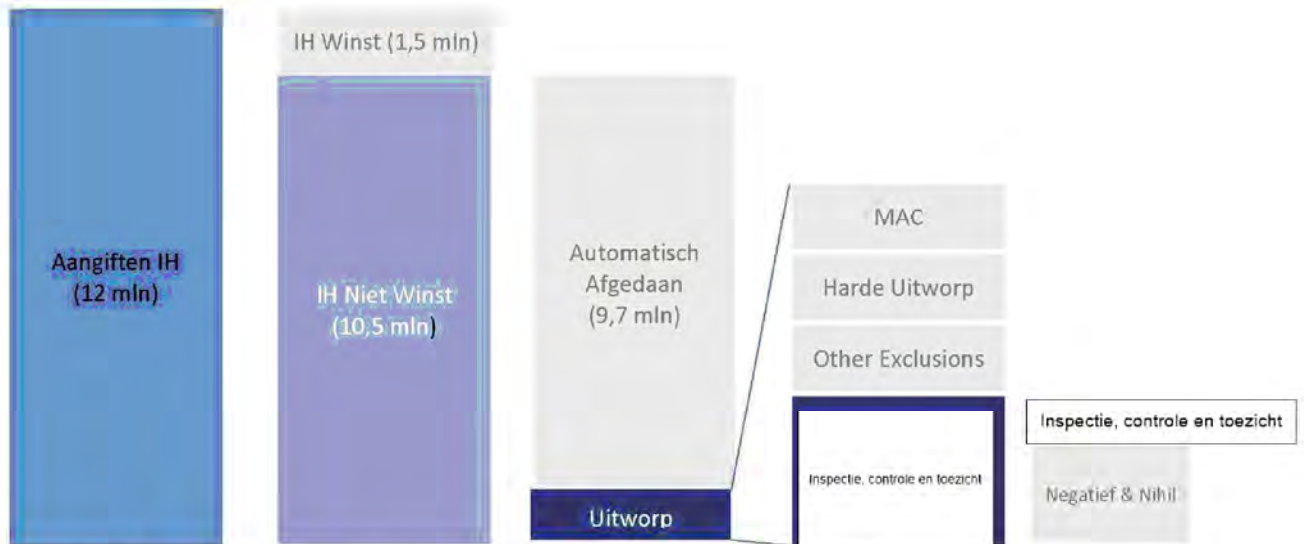 Aangiften IH
(12 mln)
IH Winst (1,5 mln)
IH Niet Winst
(10,5 mln)
Automatisch
Afgedaan
(9,7 mln)
Uitworp
MAC
Harde Uitworp
Other Exclusions
Inspectie, controle en toezicht
Inspectie, controle en toezicht
Negatief & Nihil